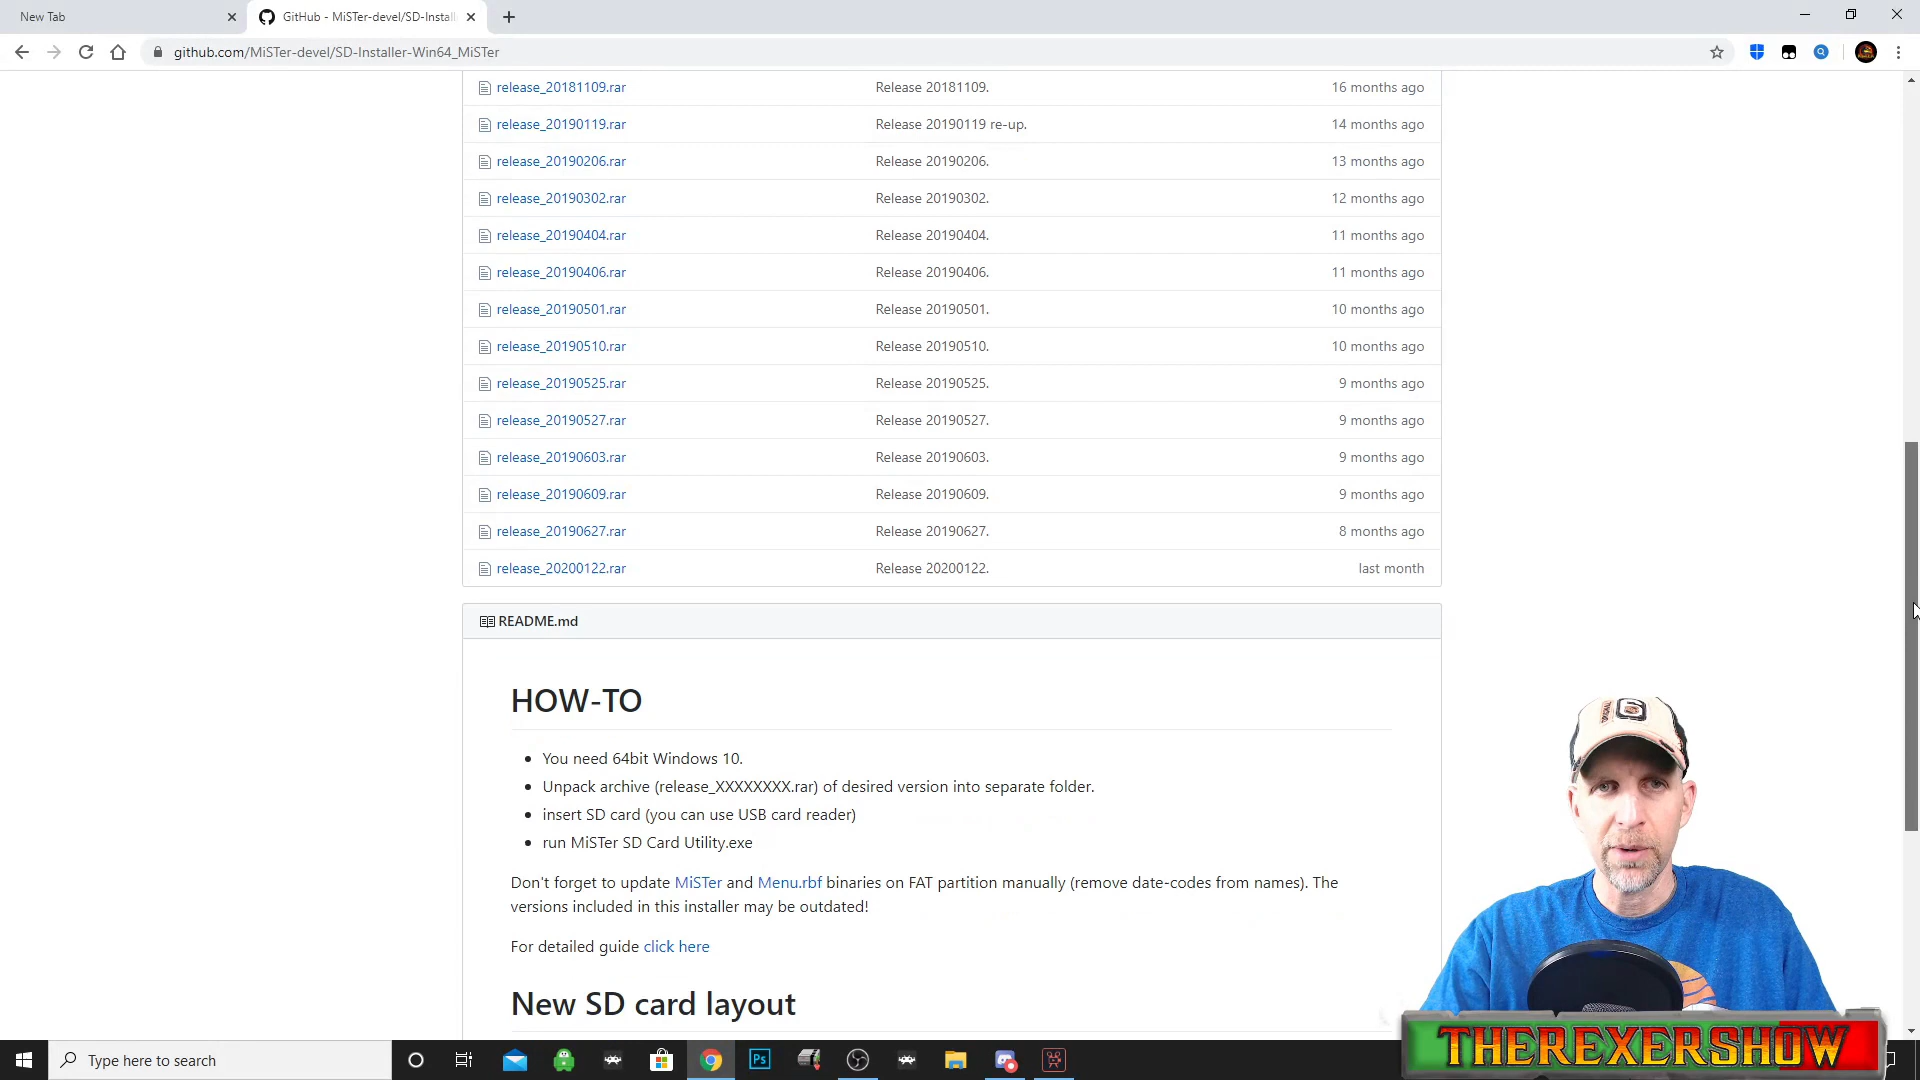 New Tab
GitHub - MiSTer-devel/SD-Install
github.com/MiSTer-devel/SD-Installer-Win64_MiSTer
release_20181109.rar Release 20181109. 16 months ago
release_20190119.rar Release 20190119 re-up. 14 months ago
release_20190206.rar Release 20190206. 13 months ago
release_20190302.rar Release 20190302. 12 months ago
release_20190404.rar Release 20190404. 11 months ago
release_20190406.rar Release 20190406. 11 months ago
release_20190501.rar Release 20190501. 10 months ago
release_20190510.rar Release 20190510. 10 months ago
release_20190525.rar Release 20190525. 9 months ago
release_20190527.rar Release 20190527. 9 months ago
release_20190603.rar Release 20190603. 9 months ago
release_20190609.rar Release 20190609. 9 months ago
release_20190627.rar Release 20190627. 8 months ago
release_20200122.rar Release 20200122. last month
README.md
HOW-TO
You need 64bit Windows 10.
Unpack archive (release_XXXXXXXX.rar) of desired version into separate folder.
insert SD card (you can use USB card reader)
run MiSTer SD Card Utility.exe
Don't forget to update MiSTer and Menu.rbf binaries on FAT partition manually (remove date-codes from names). The
versions included in this installer may be outdated!
For detailed guide click here
New SD card layout
THEREXERSHOW
Type here to search
Ps